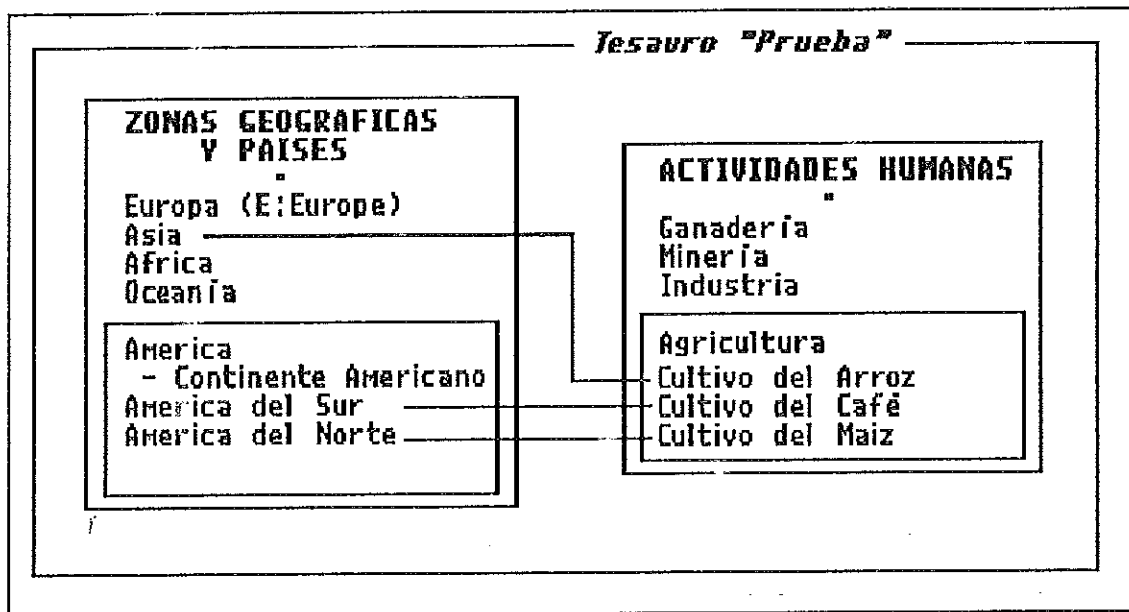 Tesauro "Prueba"
ZONAS GEOGRAFICAS
Y PAISES
Europa (E:Europe)
Asia
Africa
Oceanía
America
- Continente Americano
America del Sur
America del Norte
ACTIVIDADES HUMANAS
Ganadería
Minería
Industria
Agricultura
Cultivo del Arroz
Cultivo del Café
Cultivo del Maiz